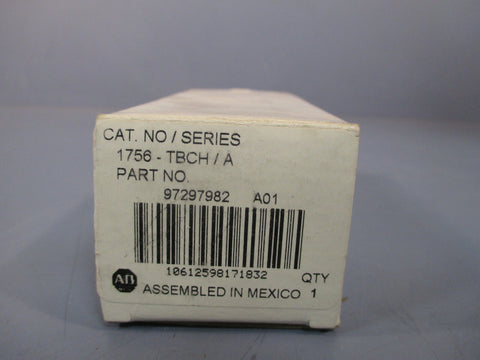 CAT. NO / SERIES
1756 - TBCH / A
PART NO.
97297982 A01
10612598171832
QTY
AB
ASSEMBLED IN MEXICO 1